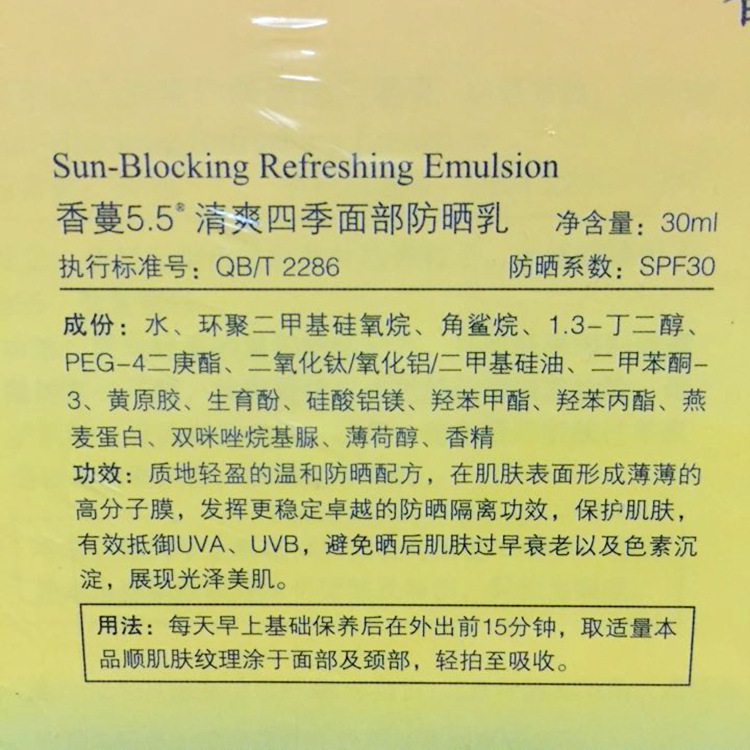 Sun-Blocking Refreshing Emulsion
香蔓5.5® 清爽四季面部防晒乳 净含量：30ml
执行标准号：QB/T 2286 防晒系数：SPF30
成份：水、环聚二甲基硅氧烷、角鲨烷、1.3-丁二醇、
PEG-4二庚酯、二氧化钛/氧化铝/二甲基硅油、二甲苯酮-
3、黄原胶、生育酚、硅酸铝镁、羟苯甲酯、羟苯丙酯、燕
麦蛋白、双咪唑烷基脲、薄荷醇、香精
功效：质地轻盈的温和防晒配方，在肌肤表面形成薄薄的
高分子膜，发挥更稳定卓越的防晒隔离功效，保护肌肤，
有效抵御UVA、UVB，避免晒后肌肤过早衰老以及色素沉
淀，展现光泽美肌。
用法：每天早上基础保养后在外出前15分钟，取适量本
品顺肌肤纹理涂于面部及颈部，轻拍至吸收。